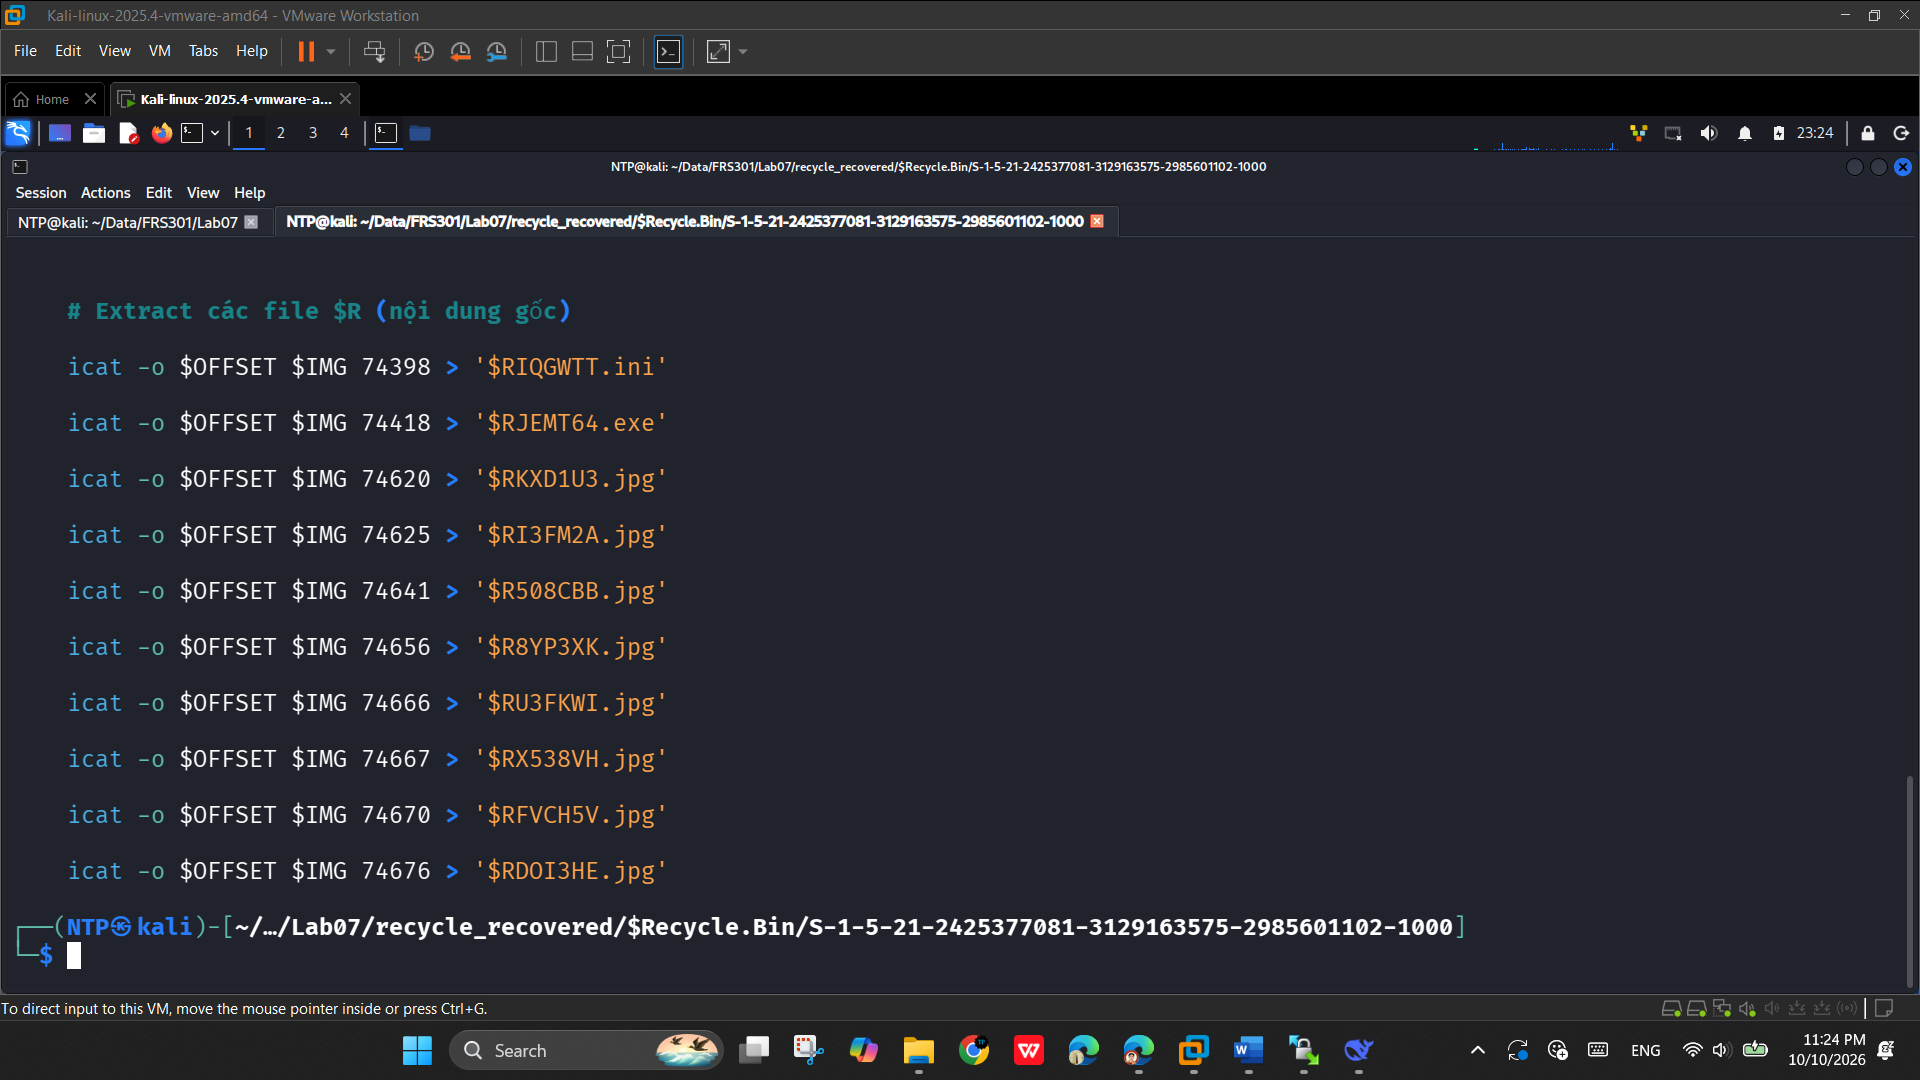 Kali-linux-2025.4-vmware-amd64 - VMware Workstation
File Edit View VM Tabs Help
Home Kali-linux-2025.4-vmware-a...
1 2 3 4 23:24
NTP@kali: ~/Data/FRS301/Lab07/recycle_recovered/$Recycle.Bin/S-1-5-21-2425377081-3129163575-2985601102-1000
Session Actions Edit View Help
NTP@kali: ~/Data/FRS301/Lab07 NTP@kali: ~/Data/FRS301/Lab07/recycle_recovered/$Recycle.Bin/S-1-5-21-2425377081-3129163575-2985601102-1000
# Extract các file $R (nội dung gốc)
icat -o $OFFSET $IMG 74398 > '$RIQGWTT.ini'
icat -o $OFFSET $IMG 74418 > '$RJEMT64.exe'
icat -o $OFFSET $IMG 74620 > '$RKXD1U3.jpg'
icat -o $OFFSET $IMG 74625 > '$RI3FM2A.jpg'
icat -o $OFFSET $IMG 74641 > '$R508CBB.jpg'
icat -o $OFFSET $IMG 74656 > '$R8YP3XK.jpg'
icat -o $OFFSET $IMG 74666 > '$RU3FKWI.jpg'
icat -o $OFFSET $IMG 74667 > '$RX538VH.jpg'
icat -o $OFFSET $IMG 74670 > '$RFVCH5V.jpg'
icat -o $OFFSET $IMG 74676 > '$RDOI3HE.jpg'
┌──(NTP㉿kali)-[~/…/Lab07/recycle_recovered/$Recycle.Bin/S-1-5-21-2425377081-3129163575-2985601102-1000]
└─$
To direct input to this VM, move the mouse pointer inside or press Ctrl+G.
Search
ENG
11:24 PM
10/10/2026